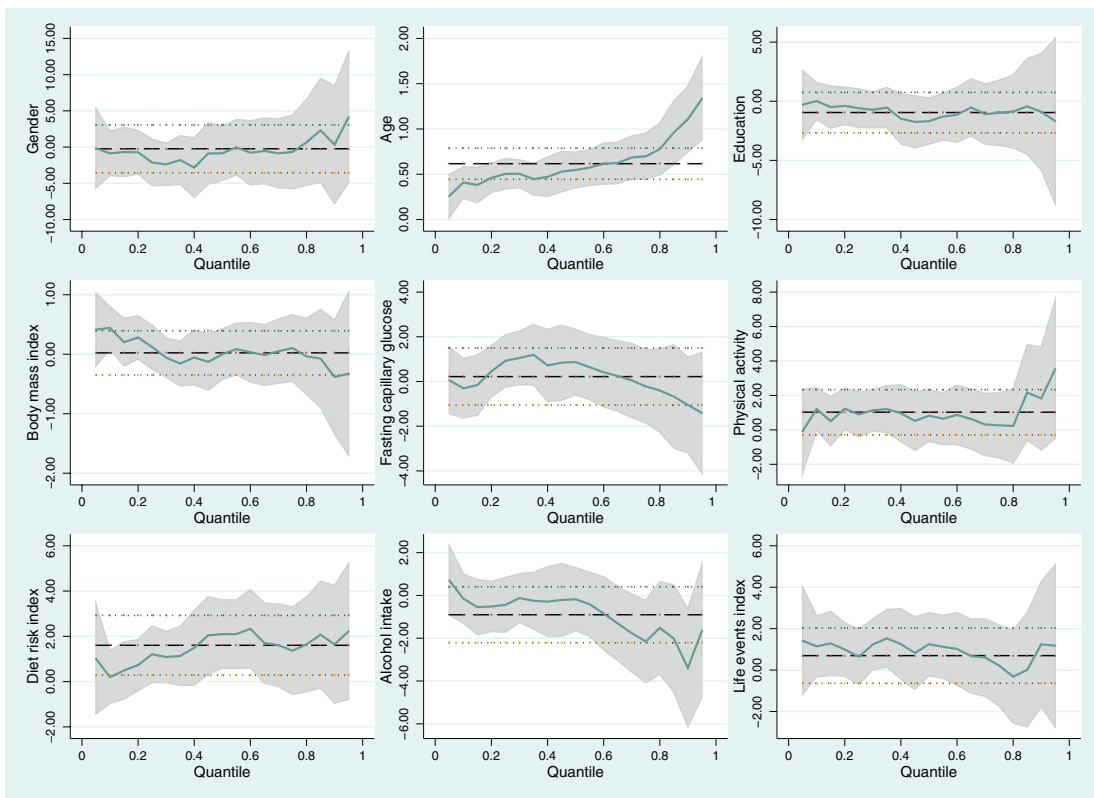 Gender
15.00
10.00
5.00
0.00
−5.00
−10.00
0 0.2 0.4 0.6 0.8 1
Quantile
Age
2.00
1.50
1.00
0.50
0.00
0 0.2 0.4 0.6 0.8 1
Quantile
Education
5.00
0.00
−5.00
−10.00
0 0.2 0.4 0.6 0.8 1
Quantile
Body mass index
1.00
0.00
−1.00
−2.00
0 0.2 0.4 0.6 0.8 1
Quantile
Fasting capillary glucose
4.00
2.00
0.00
−2.00
−4.00
0 0.2 0.4 0.6 0.8 1
Quantile
Physical activity
8.00
6.00
4.00
2.00
0.00
−2.00
0 0.2 0.4 0.6 0.8 1
Quantile
Diet risk index
6.00
4.00
2.00
0.00
−2.00
0 0.2 0.4 0.6 0.8 1
Quantile
Alcohol intake
2.00
0.00
−2.00
−4.00
−6.00
0 0.2 0.4 0.6 0.8 1
Quantile
Life events index
6.00
4.00
2.00
0.00
−2.00
0 0.2 0.4 0.6 0.8 1
Quantile